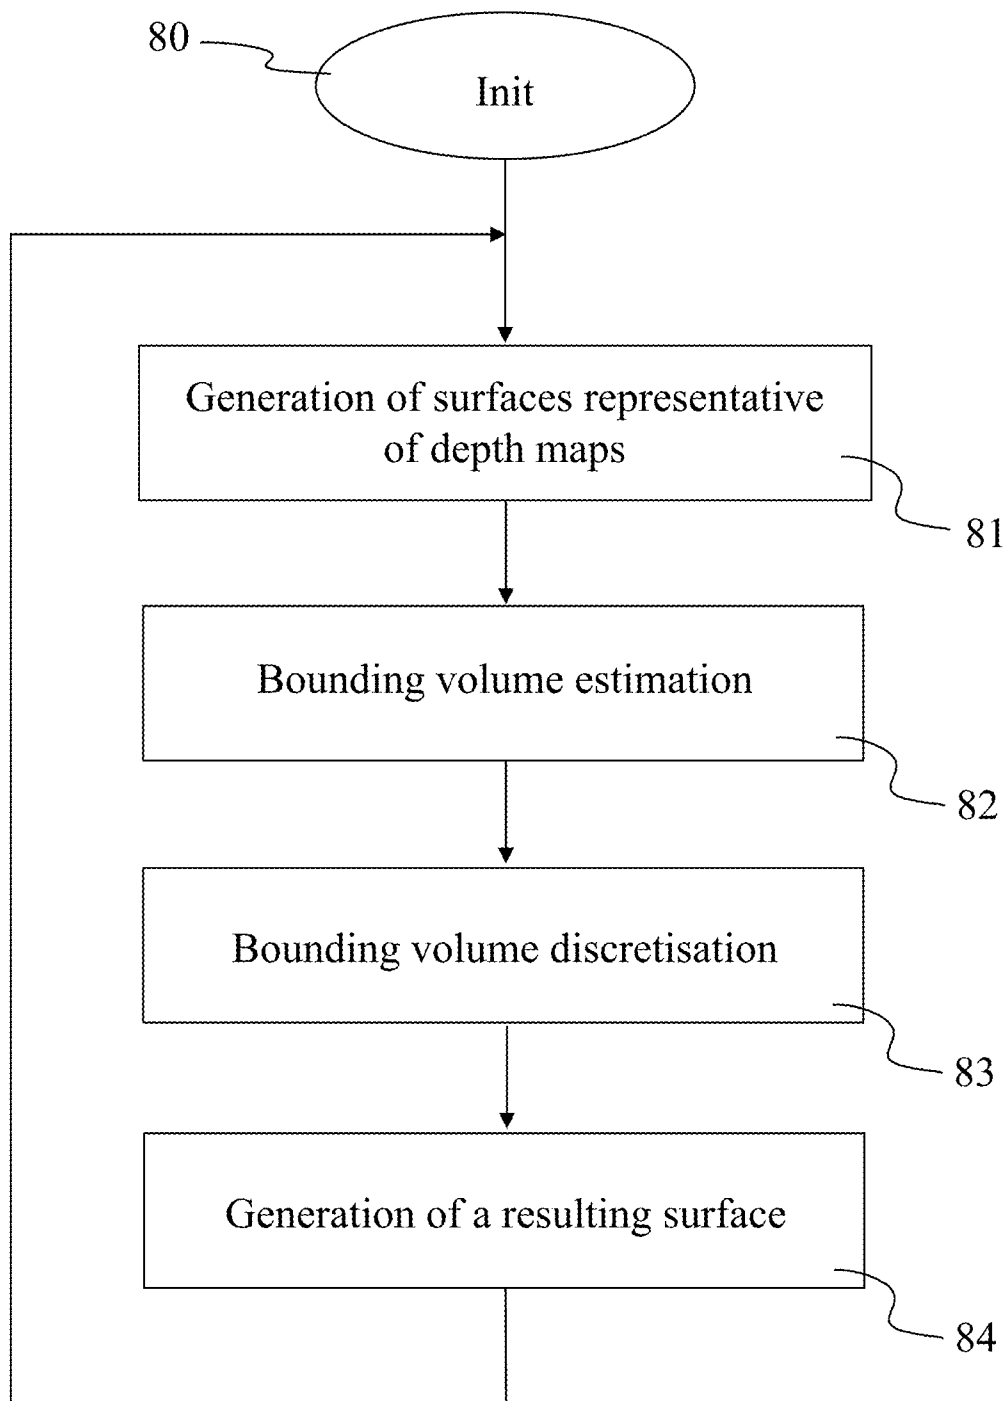 80
Init
Generation of surfaces representative
of depth maps
81
Bounding volume estimation
82
Bounding volume discretisation
83
Generation of a resulting surface
84